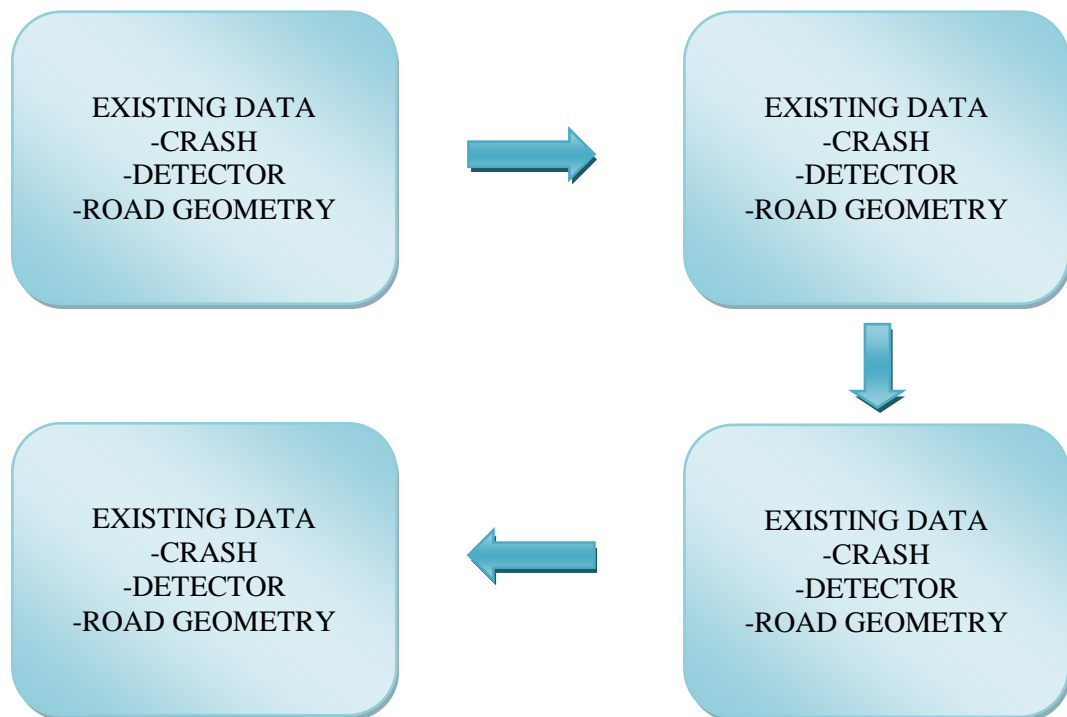 EXISTING DATA
-CRASH
-DETECTOR
-ROAD GEOMETRY
EXISTING DATA
-CRASH
-DETECTOR
-ROAD GEOMETRY
EXISTING DATA
-CRASH
-DETECTOR
-ROAD GEOMETRY
EXISTING DATA
-CRASH
-DETECTOR
-ROAD GEOMETRY